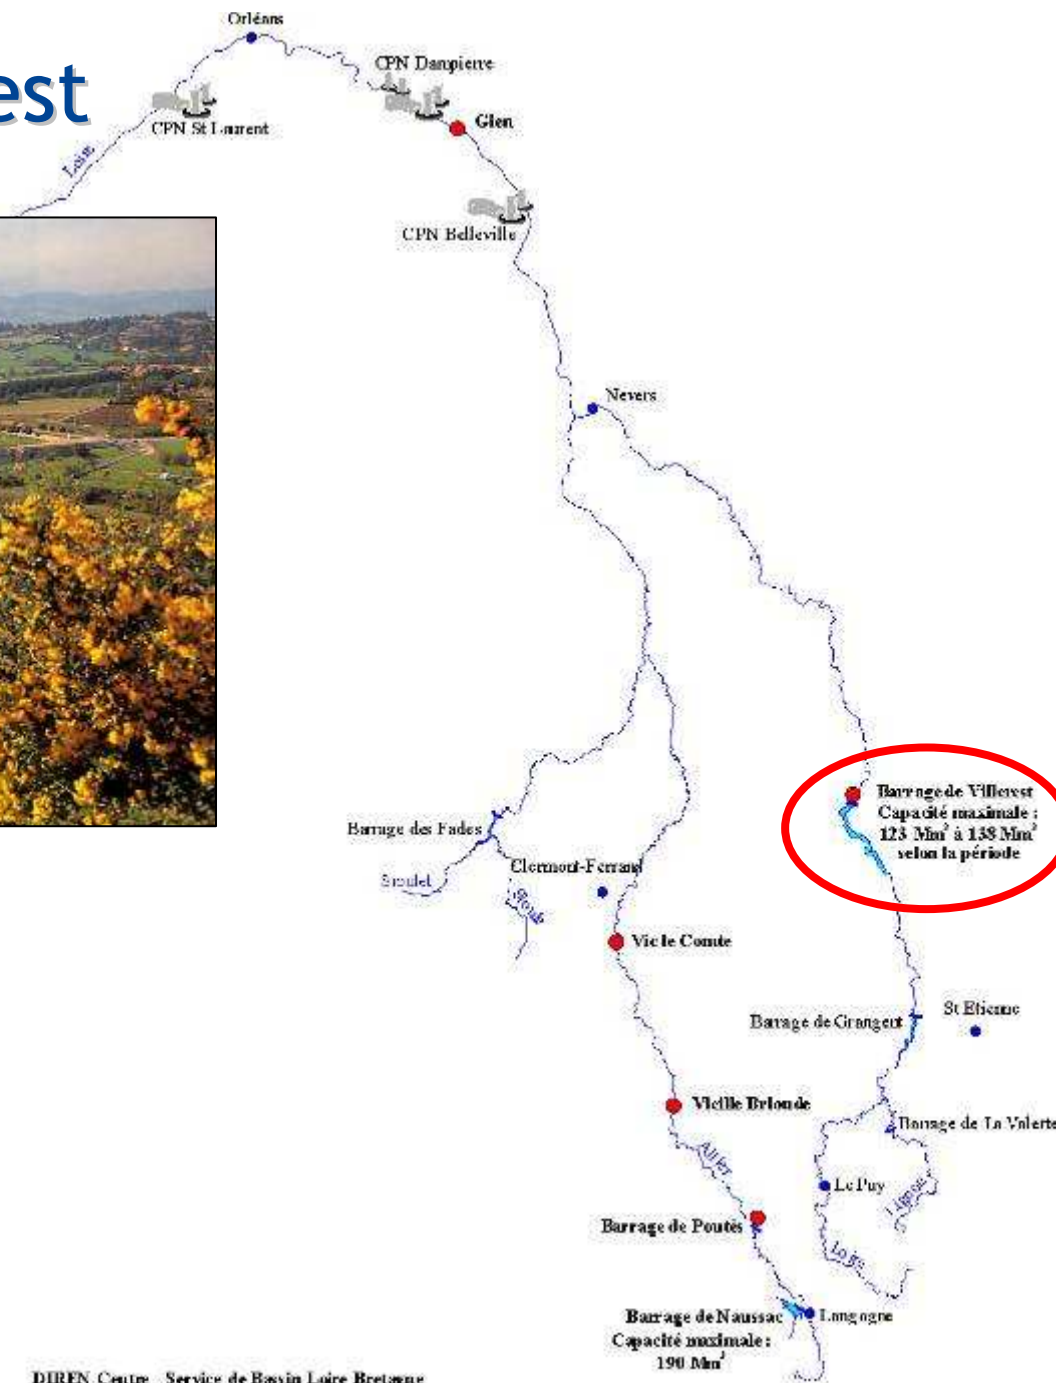 est
Orléans
CPN Dampierre
CPN St Laurent
Gien
Loire
CPN Belleville
Nevers
Barrage de Villerest
Capacité maximale :
123 Mm³ à 138 Mm³
selon la période
Barrage des Fades
Clermont-Ferrand
Sioulet
Sioule
Vic le Comte
St Etienne
Barrage de Grangent
Vieille Brioude
Barrage de La Valette
Allier
Le Puy
Lignon
Barrage de Poutès
Loire
Barrage de Naussac
Langogne
Capacité maximale :
190 Mm³
DIREN Centre Service de Bassin Loire Bretagne